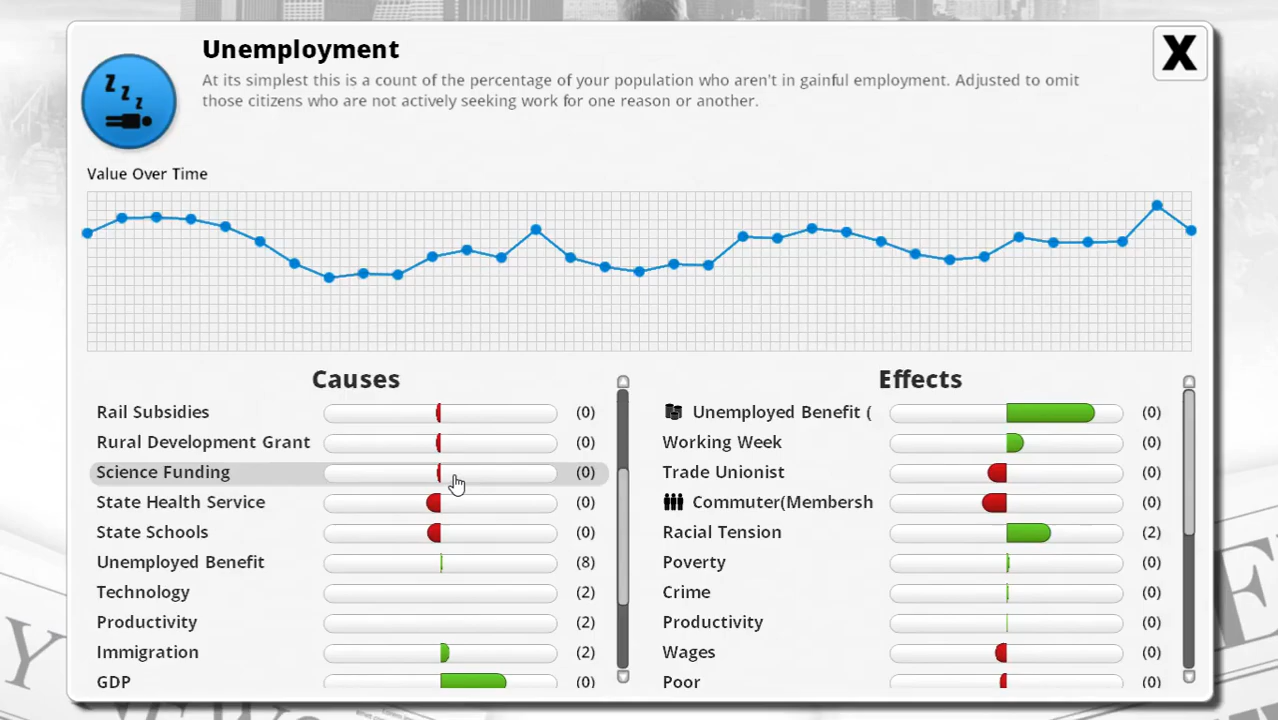 Unemployment
X
At its simplest this is a count of the percentage of your population who aren't in gainful employment. Adjusted to omit
those citizens who are not actively seeking work for one reason or another.
z z z
Value Over Time
Causes
Rail Subsidies (0)
Rural Development Grant (0)
Science Funding (0)
State Health Service (0)
State Schools (0)
Unemployed Benefit (8)
Technology (2)
Productivity (2)
Immigration (2)
GDP (0)
Effects
Unemployed Benefit ( (0)
Working Week (0)
Trade Unionist (0)
Commuter(Membersh (0)
Racial Tension (2)
Poverty (0)
Crime (0)
Productivity (0)
Wages (0)
Poor (0)